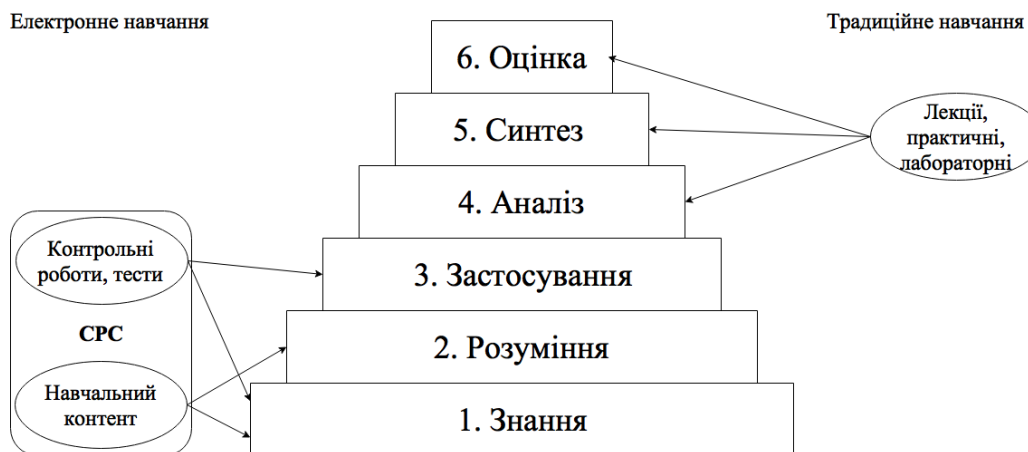 Електронне навчання
Традиційне навчання
6. Оцінка
5. Синтез
4. Аналіз
3. Застосування
2. Розуміння
1. Знання
Лекції,
практичні,
лабораторні
Контрольні
роботи, тести
СРС
Навчальний
контент